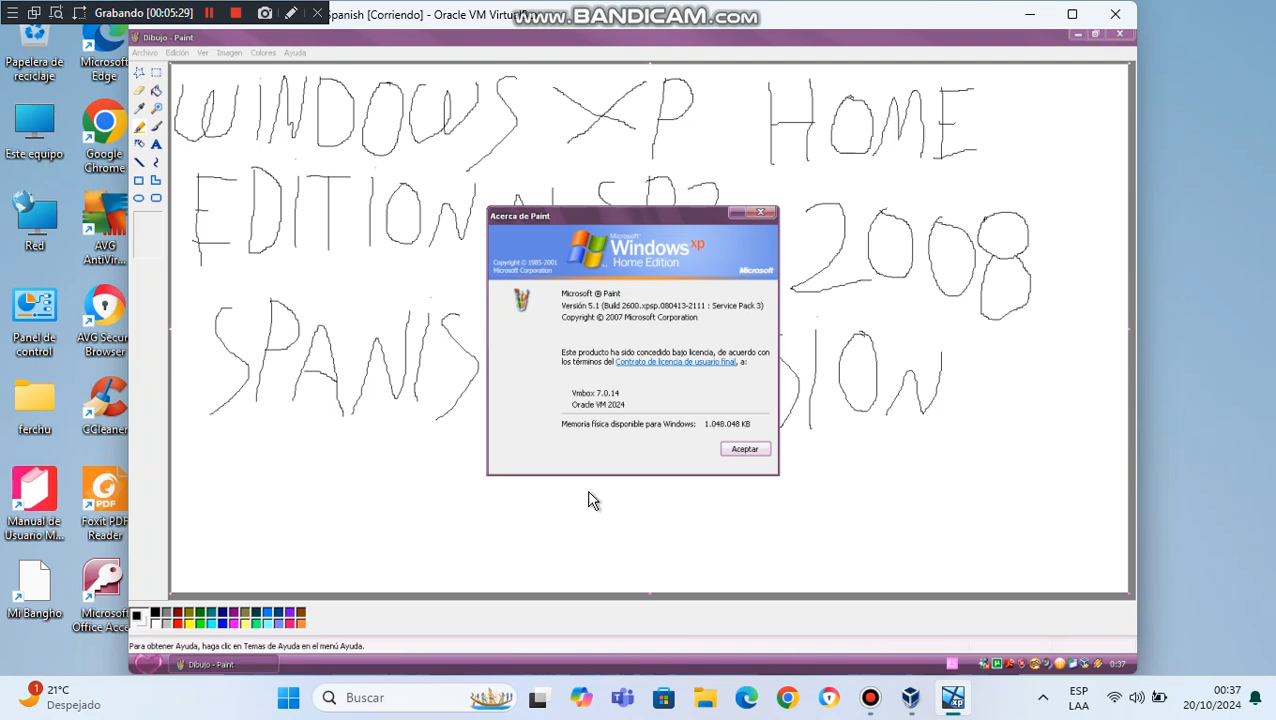 Grabando [00:05:29]
Spanish [Corriendo] - Oracle VM
www.BANDICAM.com
Dibujo - Paint
Archivo Edición Ver Imagen Colores Ayuda
WINDOWS XP HOME
EDITION
2008
SPANIS
ION
Acerca de Paint
Microsoft
Windows xp
Home Edition
Copyright © 1985-2001
Microsoft Corporation
Microsoft
Microsoft ® Paint
Versión 5.1 (Build 2600.xpsp.080413-2111 : Service Pack 3)
Copyright © 2007 Microsoft Corporation
Este producto ha sido concedido bajo licencia, de acuerdo con
los términos del Contrato de licencia de usuario final, a:
Vmbox 7.0.14
Oracle VM 2024
Memoria física disponible para Windows: 1.048.048 KB
Aceptar
Papelera de
reciclaje
Microsoft
Edge
Este equipo
Google
Chrome
Red
AVG
AntiVir...
Panel de
control
AVG Secur
Browser
ferchu
CCleaner
Manual de
Usuario M...
Foxit PDF
Reader
Mi Bangho
Microsoft
Office Acce
Para obtener Ayuda, haga clic en Temas de Ayuda en el menú Ayuda.
Dibujo - Paint
0:37
1
21°C
Despejado
Buscar
xp
ESP
LAA
00:37
20/10/2024